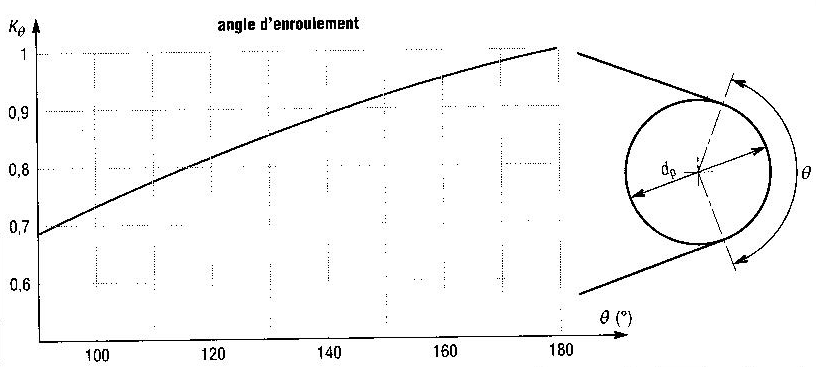 angle d'enroulement
Kθ
1
0,9
0,8
0,7
0,6
100 120 140 160 180
θ (°)
dp
θ